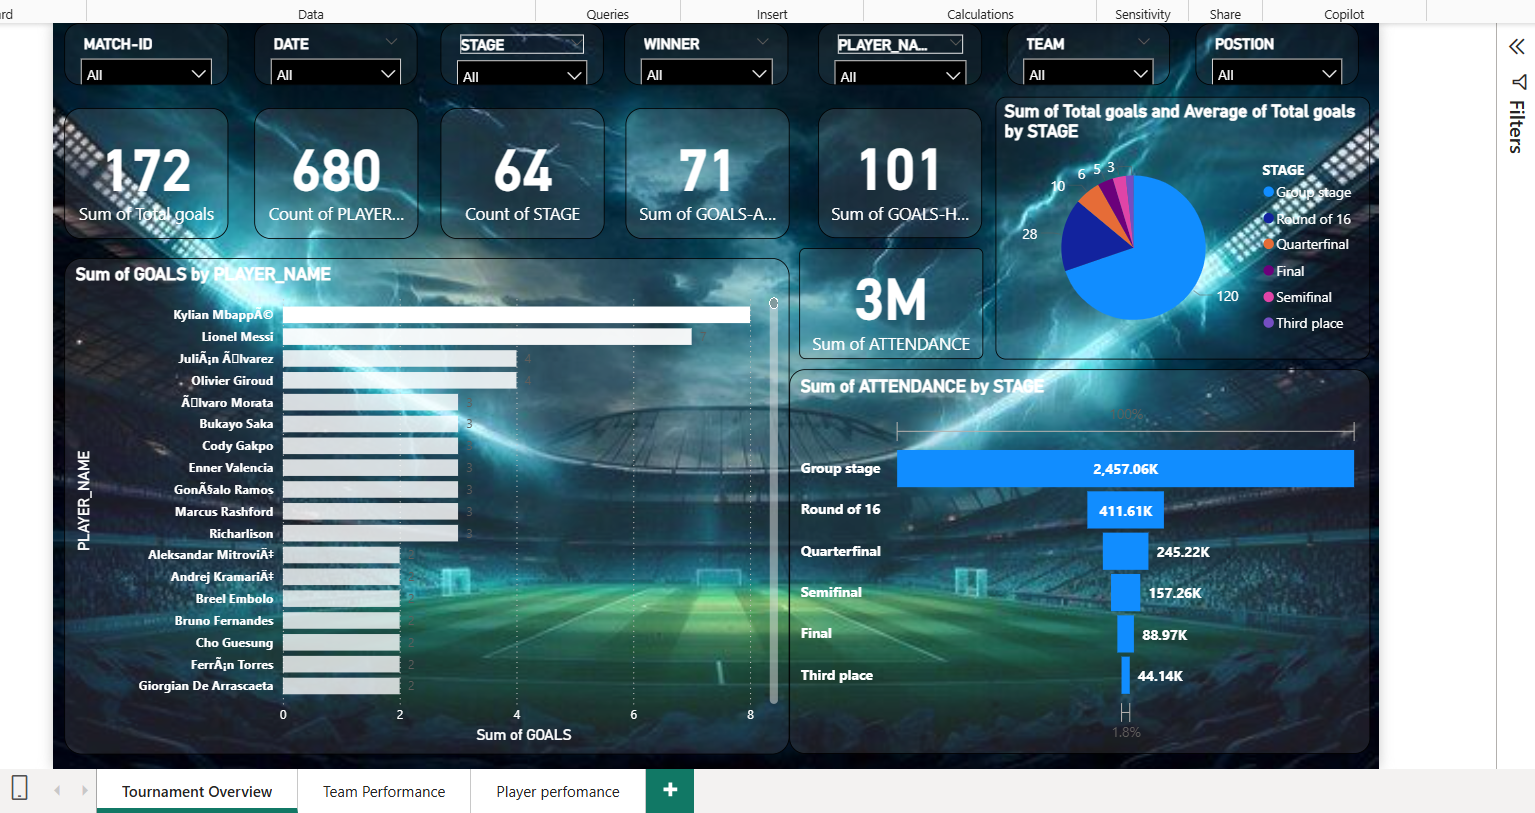 rd
Data
Queries
Insert
Calculations
Sensitivity
Share
Copilot
MATCH-ID
All
DATE
All
STAGE
All
WINNER
All
PLAYER_NA...
All
TEAM
All
POSTION
All
172
Sum of Total goals
680
Count of PLAYER...
64
Count of STAGE
71
Sum of GOALS-A...
101
Sum of GOALS-H...
3M
Sum of ATTENDANCE
Sum of Total goals and Average of Total goals
by STAGE
3
5
6
10
28
120
STAGE
Group stage
Round of 16
Quarterfinal
Final
Semifinal
Third place
Filters
Sum of GOALS by PLAYER_NAME
PLAYER_NAME
Kylian MbappÃ©
Lionel Messi 7
JuliÃ¡n Ã▯lvarez 4
Olivier Giroud 4
Ã▯lvaro Morata 3
Bukayo Saka 3
Cody Gakpo
Enner Valencia 3
GonÃ§alo Ramos 3
Marcus Rashford 3
Richarlison 3
Aleksandar MitroviÄ‡ 2
Andrej KramariÄ‡ 2
Breel Embolo 2
Bruno Fernandes 2
Cho Guesung 2
FerrÃ¡n Torres 2
Giorgian De Arrascaeta 2
0 2 4 6 8
Sum of GOALS
Sum of ATTENDANCE by STAGE
100%
Group stage 2,457.06K
Round of 16 411.61K
Quarterfinal 245.22K
Semifinal 157.26K
Final 88.97K
Third place 44.14K
1.8%
Tournament Overview
Team Performance
Player perfomance